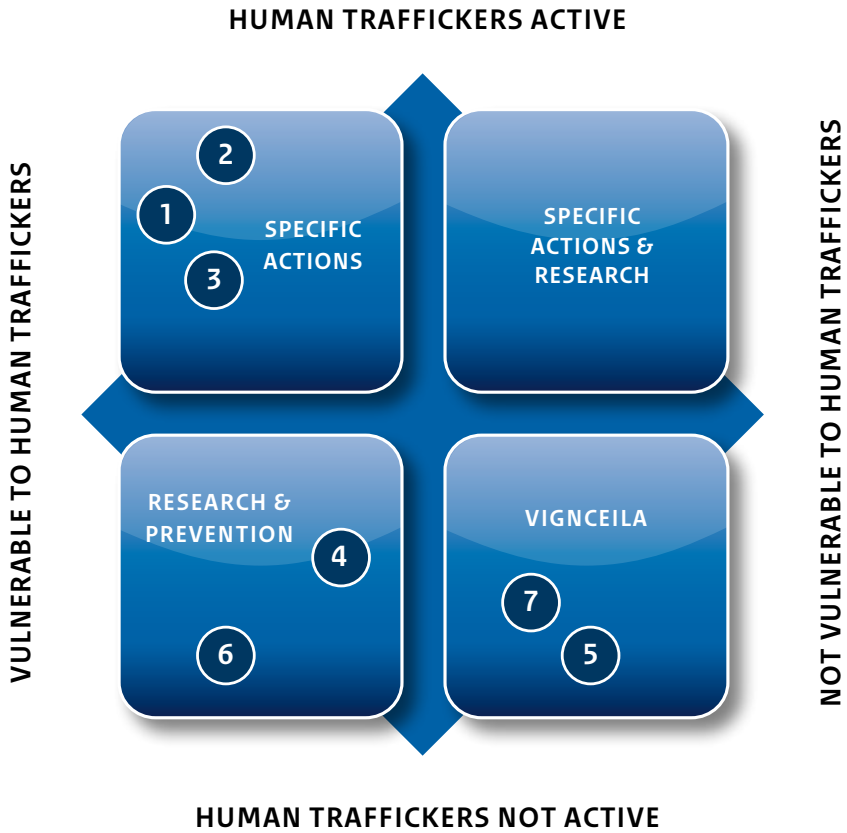 HUMAN TRAFFICKERS ACTIVE
VULNERABLE TO HUMAN TRAFFICKERS
NOT VULNERABLE TO HUMAN TRAFFICKERS
2
1
3
SPECIFIC
ACTIONS
SPECIFIC
ACTIONS &
RESEARCH
RESEARCH &
PREVENTION
4
6
VIGNCEILA
7
5
HUMAN TRAFFICKERS NOT ACTIVE